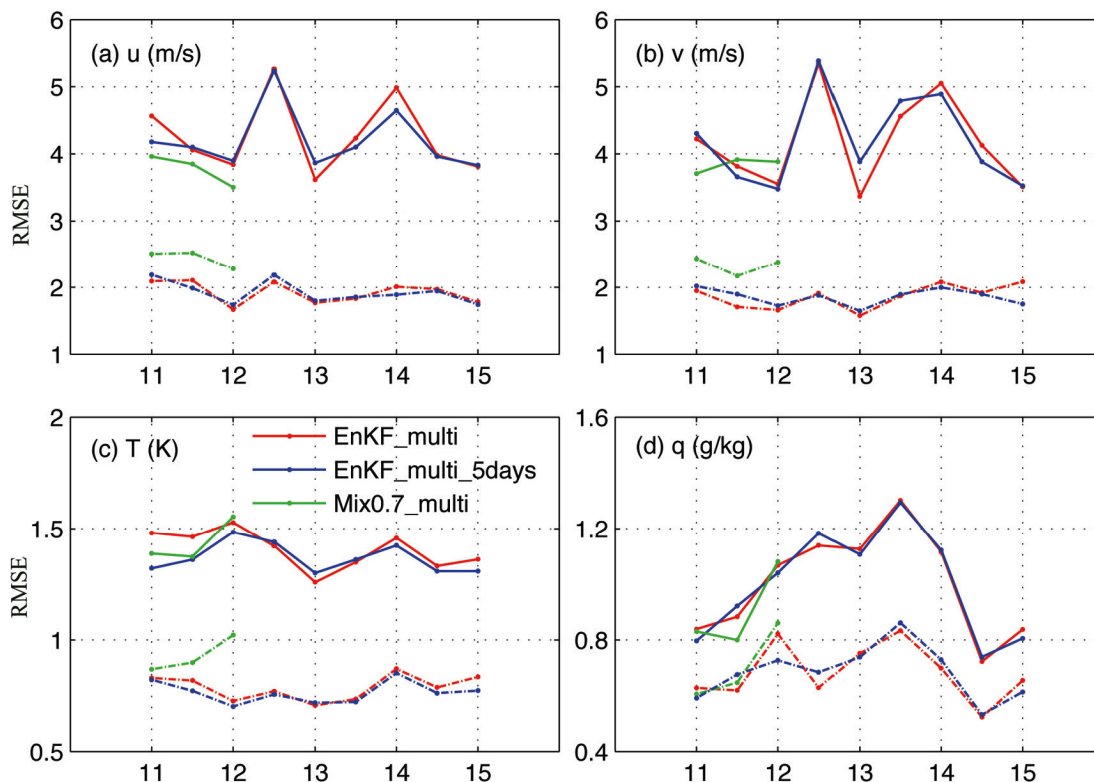 6
5
4
3
2
1
RMSE
(a) u (m/s)
11 12 13 14 15
6
5
4
3
2
1
(b) v (m/s)
11 12 13 14 15
2
1.5
1
0.5
RMSE
(c) T (K)
EnKF_multi
EnKF_multi_5days
Mix0.7_multi
11 12 13 14 15
1.6
1.2
0.8
0.4
(d) q (g/kg)
11 12 13 14 15